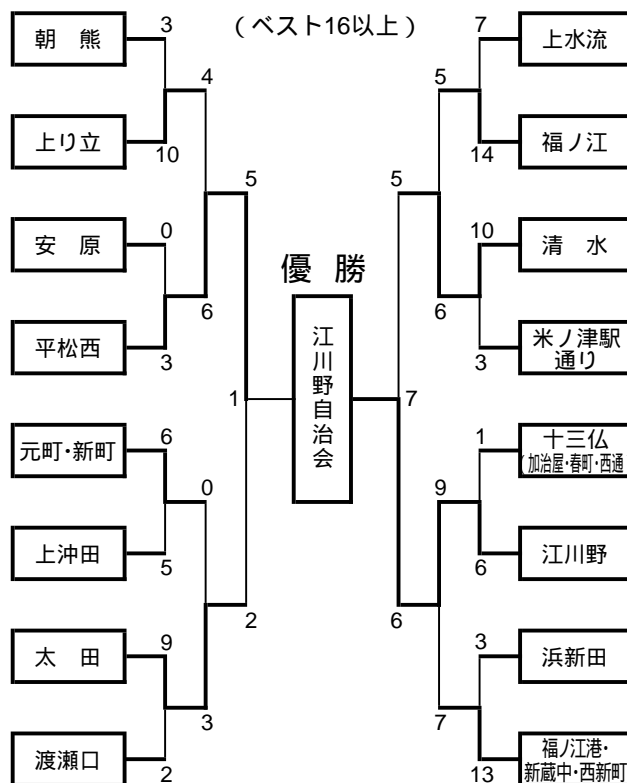 (ベスト16以上)
優 勝
江川野自治会
朝 熊
3
4
上り立
10
5
安 原
0
6
平松西
3
1
元町・新町
6
0
上沖田
5
2
太 田
9
3
渡瀬口
2
7
上水流
5
14
福ノ江
5
10
清 水
6
3
米ノ津駅
通り
7
1
十三仏
(加治屋・春町・西通
9
6
江川野
6
3
浜新田
7
13
福ノ江港・
新蔵中・西新町